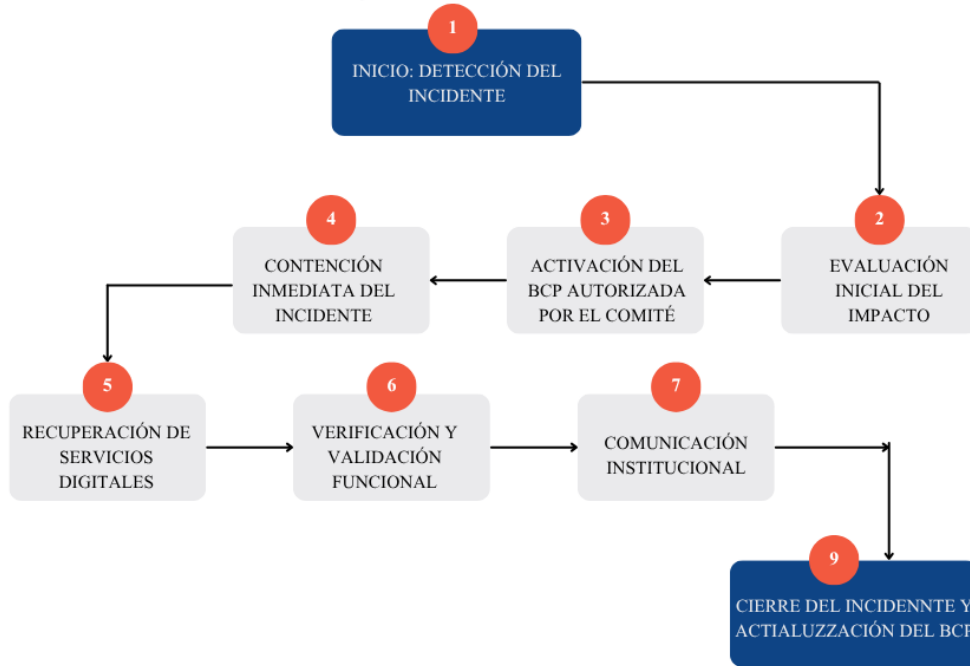 1
INICIO: DETECCIÓN DEL
INCIDENTE
2
EVALUACIÓN
INICIAL DEL
IMPACTO
3
ACTIVACIÓN DEL
BCP AUTORIZADA
POR EL COMITÉ
4
CONTENCIÓN
INMEDIATA DEL
INCIDENTE
5
RECUPERACIÓN DE
SERVICIOS
DIGITALES
6
VERIFICACIÓN Y
VALIDACIÓN
FUNCIONAL
7
COMUNICACIÓN
INSTITUCIONAL
9
CIERRE DEL INCIDENNTE Y
ACTIALUZZACIÓN DEL BCP